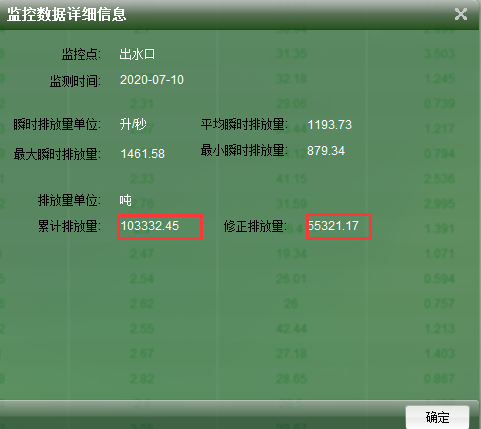 监控数据详细信息
监控点: 出水口
监测时间: 2020-07-10
瞬时排放量单位: 升/秒 平均瞬时排放量: 1193.73
最大瞬时排放量: 1461.58 最小瞬时排放量: 879.34
排放量单位: 吨
累计排放量: 103332.45 修正排放量: 55321.17
确定